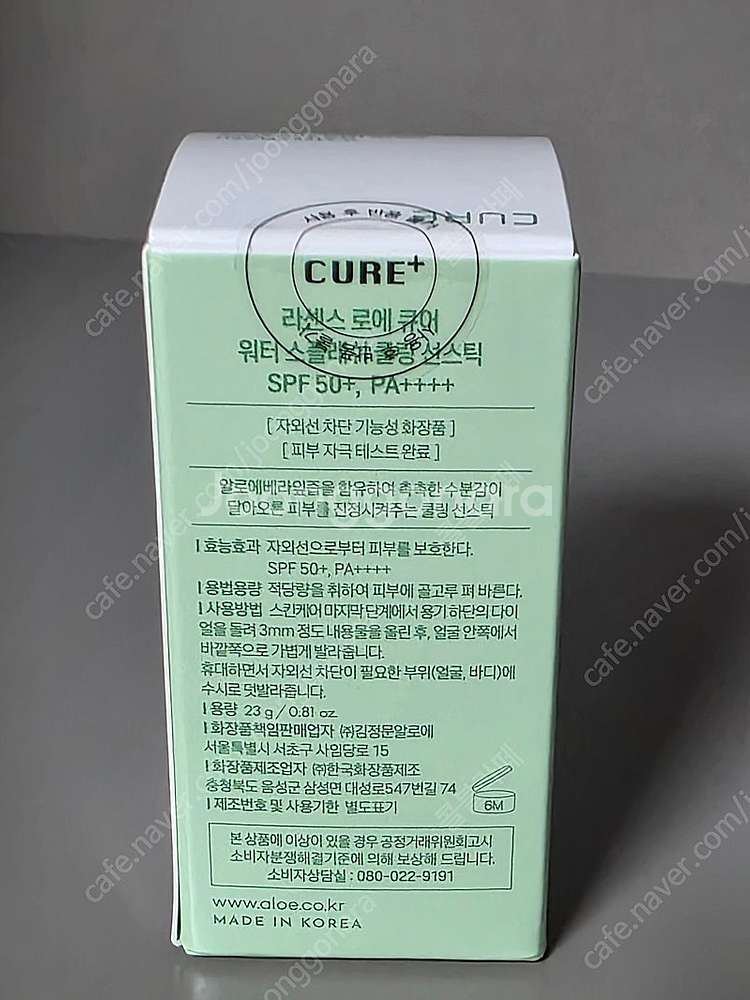 CURE
CURE+
라센스 로에 큐어
워터 스플래쉬 쿨링 선스틱
SPF 50+, PA++++
[ 자외선 차단 기능성 화장품 ]
[ 피부 자극 테스트 완료 ]
알로에베라잎즙을 함유하여 촉촉한 수분감이
달아오른 피부를 진정시켜주는 쿨링 선스틱
Joonggonara
| 효능효과 자외선으로부터 피부를 보호한다.
SPF 50+, PA++++
| 용법용량 적당량을 취하여 피부에 골고루 펴 바른다.
| 사용방법 스킨케어 마지막 단계에서 용기 하단의 다이
얼을 돌려 3mm 정도 내용물을 올린 후, 얼굴 안쪽에서
바깥쪽으로 가볍게 발라줍니다.
휴대하면서 자외선 차단이 필요한 부위(얼굴, 바디)에
수시로 덧발라줍니다.
| 용량 23 g / 0.81 oz.
| 화장품책임판매업자 ㈜김정문알로에
서울특별시 서초구 사임당로 15
| 화장품제조업자 ㈜한국화장품제조
충청북도 음성군 삼성면 대성로547번길 74
| 제조번호 및 사용기한 별도표기
6M
본 상품에 이상이 있을 경우 공정거래위원회고시
소비자분쟁해결기준에 의해 보상해 드립니다.
소비자상담실 : 080-022-9191
www.aloe.co.kr
MADE IN KOREA
cafe.naver.com/joonggonara